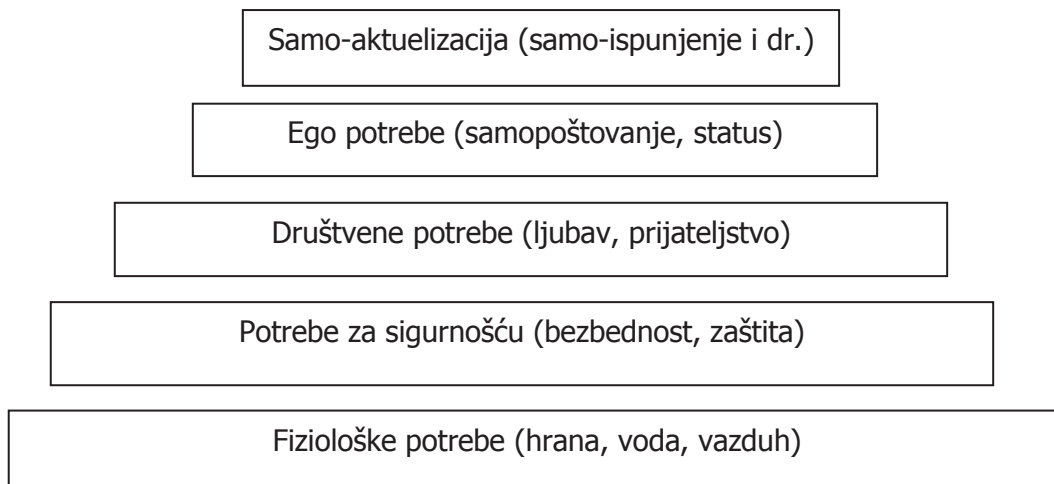 Samo-aktuelizacija (samo-ispunjenje i dr.)
Ego potrebe (samopoštovanje, status)
Društvene potrebe (ljubav, prijateljstvo)
Potrebe za sigurnošću (bezbednost, zaštita)
Fiziološke potrebe (hrana, voda, vazduh)